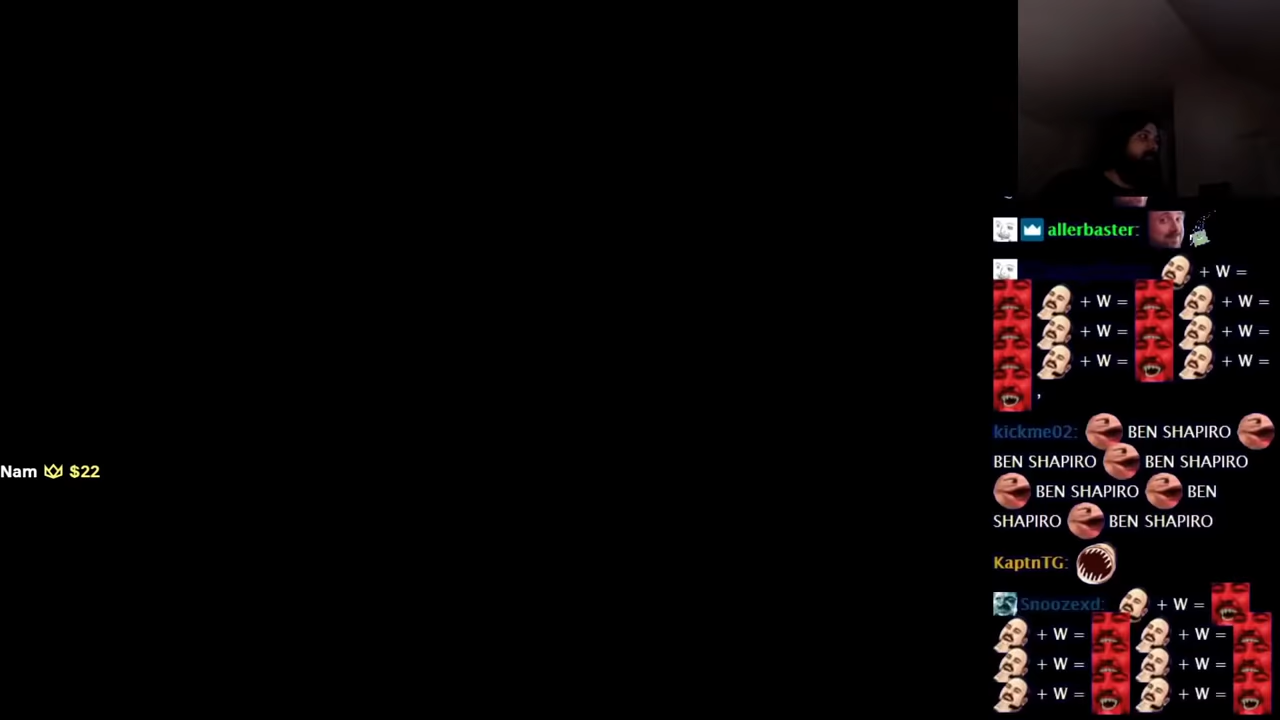 allerbaster:
+ W =
+ W = + W =
+ W = + W =
+ W = + W =
,
kickme02: BEN SHAPIRO
BEN SHAPIRO BEN SHAPIRO
BEN SHAPIRO BEN
SHAPIRO BEN SHAPIRO
Nam $22
KaptnTG:
Snoozexd: + W =
+ W = + W =
+ W = + W =
+ W = + W =